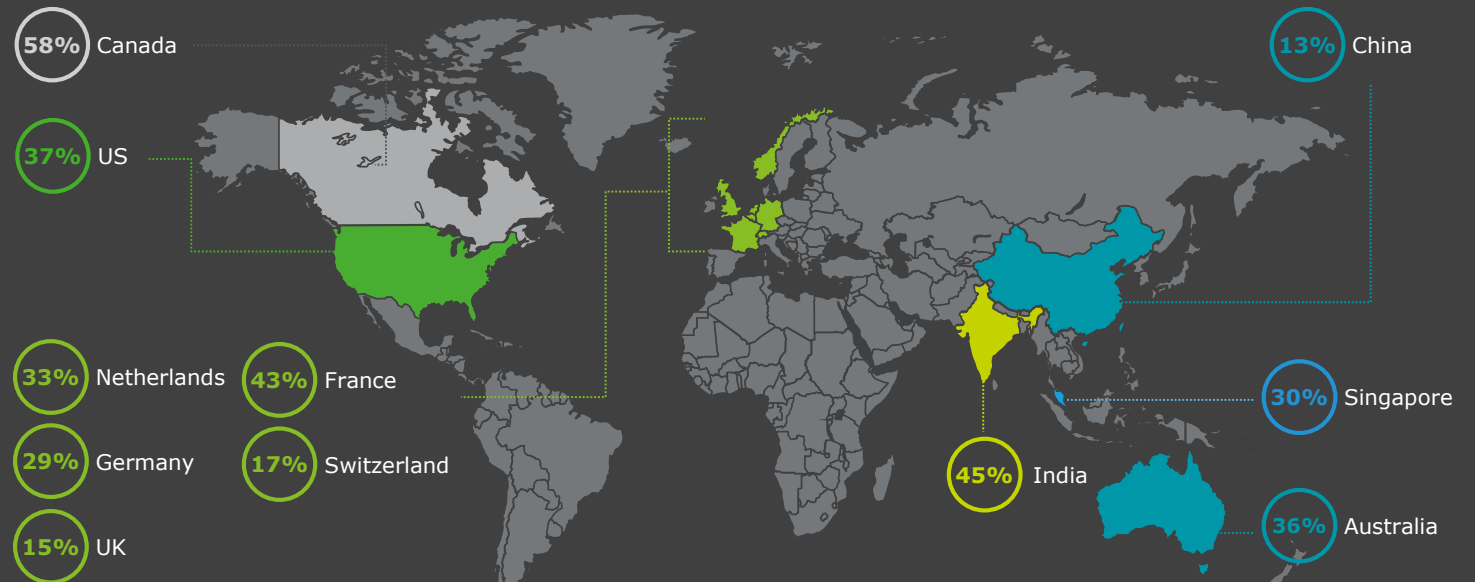 58% Canada
13% China
37% US
33% Netherlands
43% France
30% Singapore
29% Germany
17% Switzerland
45% India
36% Australia
15% UK